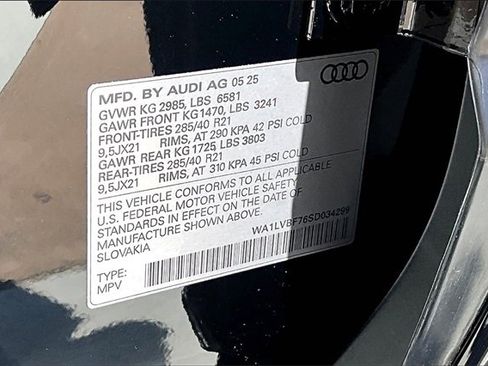 MFD. BY AUDI AG 05 25
GVWR KG 2985, LBS 6581
GAWR FRONT KG1470, LBS 3241
FRONT-TIRES 285/40 R21
9,5JX21 RIMS, AT 290 KPA 42 PSI COLD
GAWR REAR KG 1725 LBS 3803
REAR-TIRES 285/40 R21
9,5JX21 RIMS, AT 310 KPA 45 PSI COLD
THIS VEHICLE CONFORMS TO ALL APPLICABLE
U.S. FEDERAL MOTOR VEHICLE SAFETY
STANDARDS IN EFFECT ON THE DATE OF
MANUFACTURE SHOWN ABOVE.
SLOVAKIA
WA1LVBF76SD034299
TYPE:
MPV